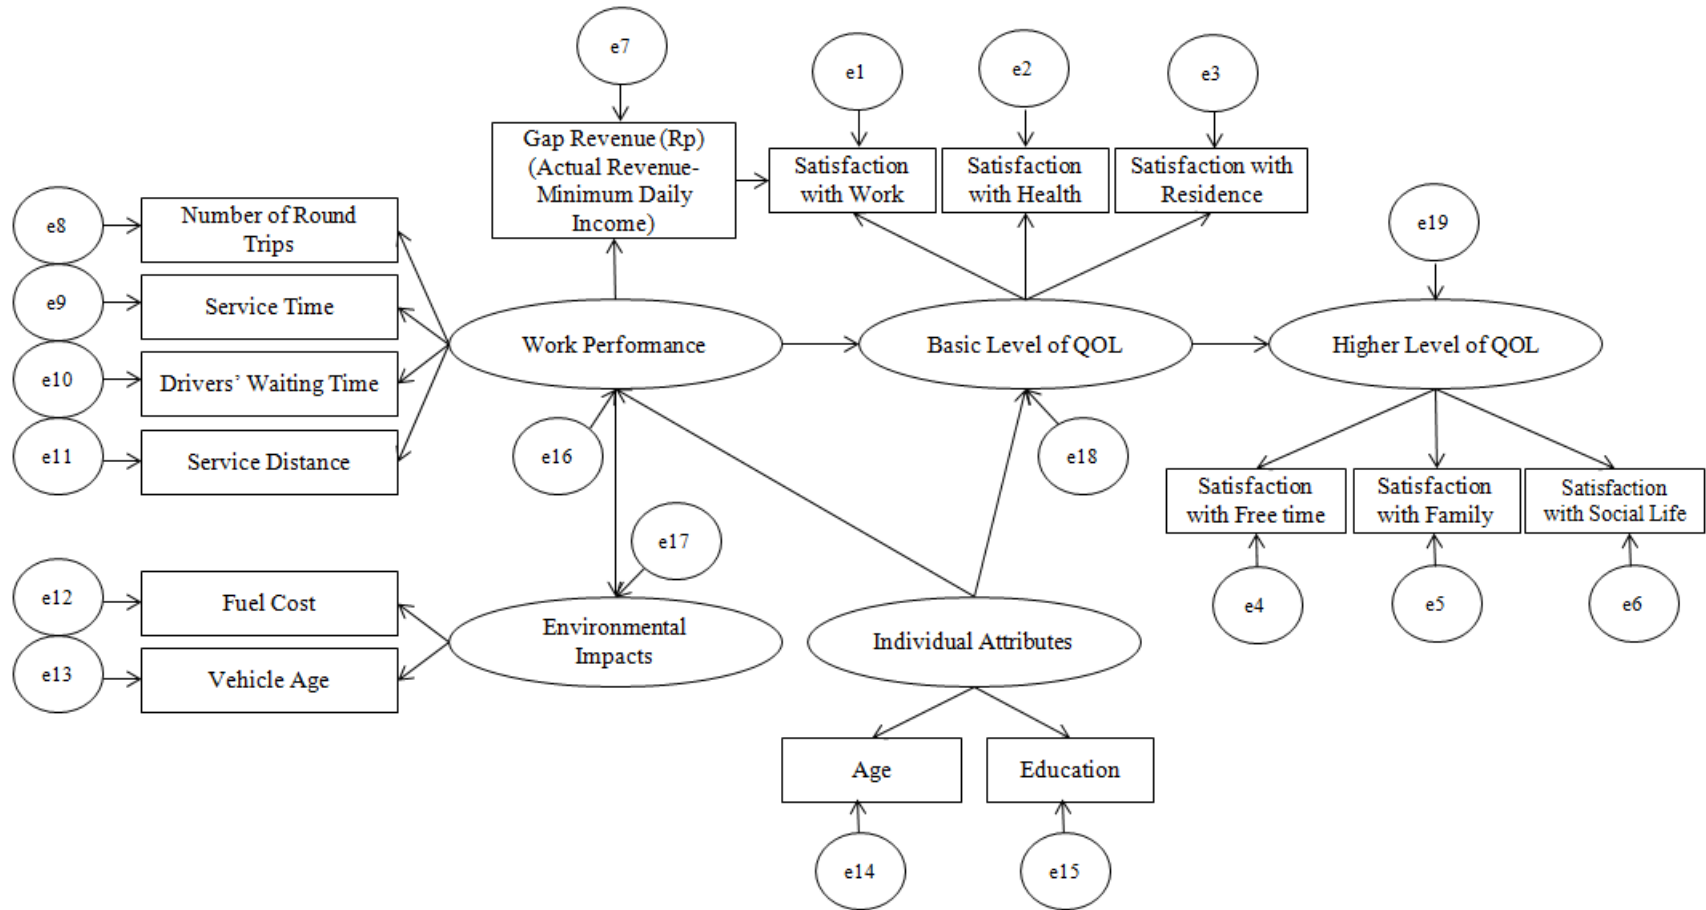 e7
e1
e2
e3
Gap Revenue (Rp)
(Actual Revenue-
Minimum Daily
Income)
Satisfaction
with Work
Satisfaction
with Health
Satisfaction with
Residence
e8
Number of Round
Trips
e19
e9
Service Time
Work Performance
Basic Level of QOL
Higher Level of QOL
e10
Drivers’ Waiting Time
e11
Service Distance
e16
e18
Satisfaction
with Free time
Satisfaction
with Family
Satisfaction
with Social Life
e17
e12
Fuel Cost
e4
e5
e6
Environmental
Impacts
Individual Attributes
e13
Vehicle Age
Age
Education
e14
e15